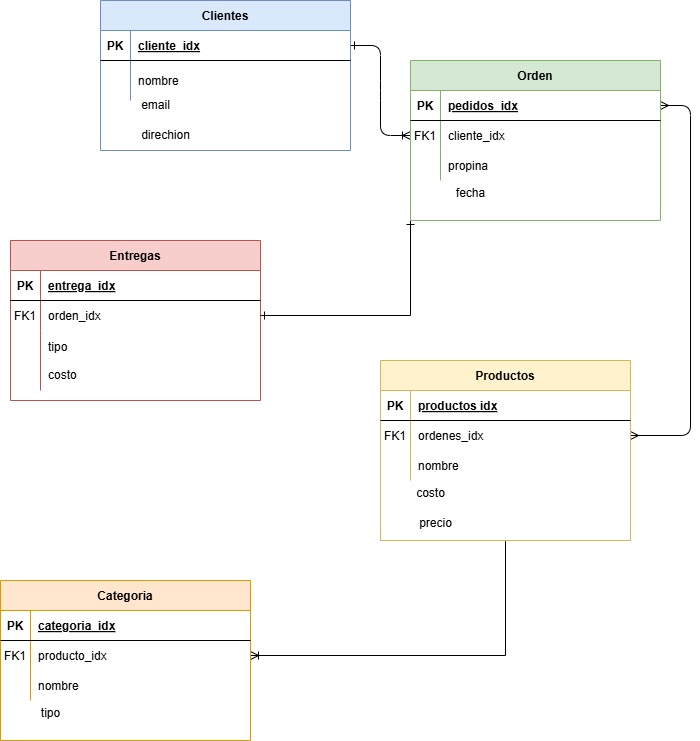 Clientes
PK cliente_idx
nombre
email
direchion
Orden
PK pedidos_idx
FK1 cliente_idx
propina
fecha
Entregas
PK entrega_idx
FK1 orden_idx
tipo
costo
Productos
PK productos idx
FK1 ordenes_idx
nombre
costo
precio
Categoria
PK categoria_idx
FK1 producto_idx
nombre
tipo